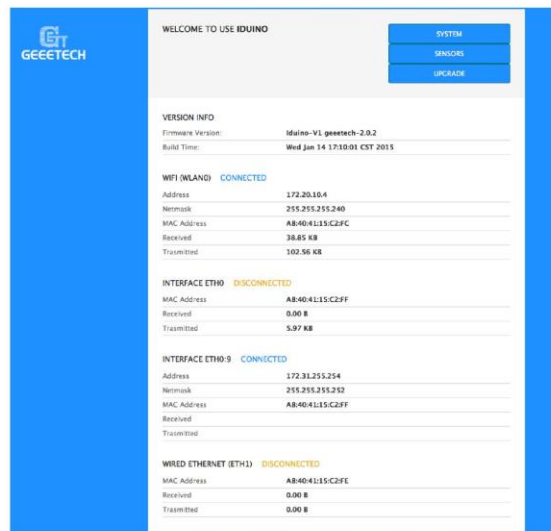 GEEETECH
WELCOME TO USE IDUINO
SYSTEM
SENSORS
UPGRADE
VERSION INFO
Firmware Version: Iduino-V1 geeetech-2.0.2
Build Time: Wed Jan 14 17:10:01 CST 2015
WIFI (WLAN0) CONNECTED
Address 172.20.10.4
Netmask 255.255.255.240
MAC Address A8:40:41:15:C2:FC
Received 38.85 KB
Trasmitted 102.56 KB
INTERFACE ETH0 DISCONNECTED
MAC Address A8:40:41:15:C2:FF
Received 0.00 B
Trasmitted 5.97 KB
INTERFACE ETH0:9 CONNECTED
Address 172.31.255.254
Netmask 255.255.255.252
MAC Address A8:40:41:15:C2:FF
Received
Trasmitted
WIRED ETHERNET (ETH1) DISCONNECTED
MAC Address A8:40:41:15:C2:FE
Received 0.00 B
Trasmitted 0.00 B